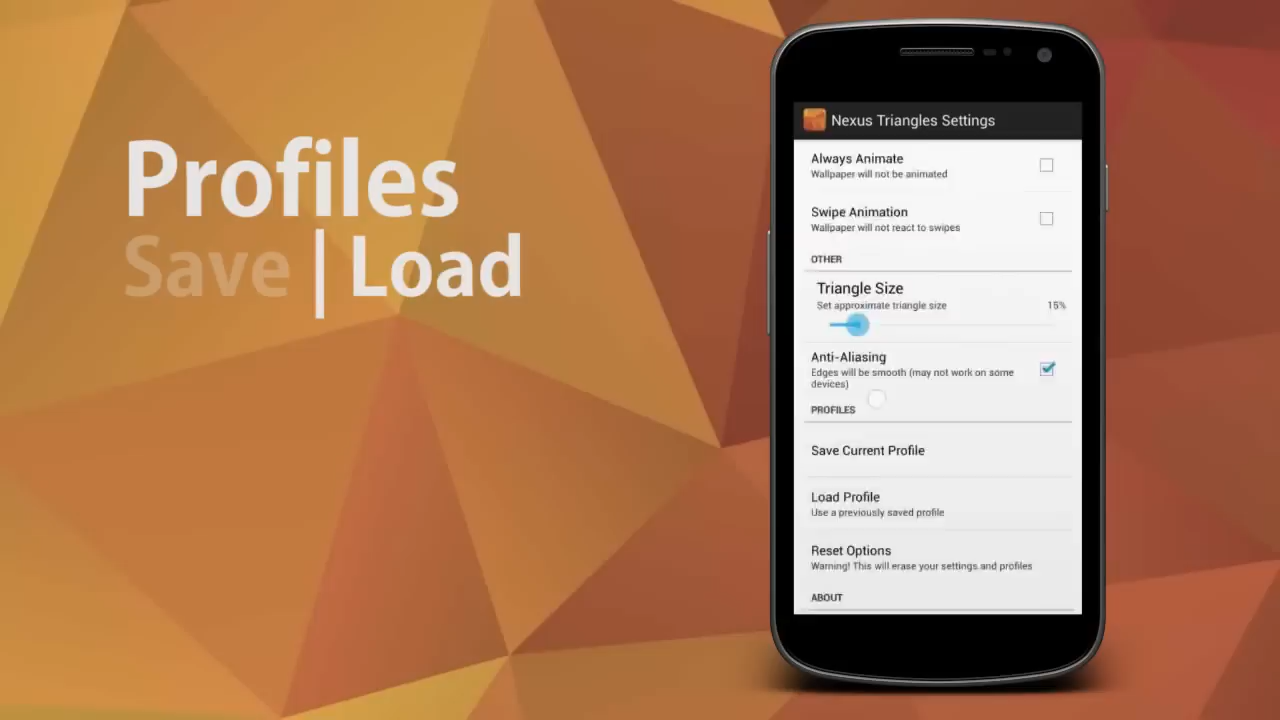 Profiles
Save | Load
Nexus Triangles Settings
Always Animate
Wallpaper will not be animated
Swipe Animation
Wallpaper will not react to swipes
OTHER
Triangle Size
Set approximate triangle size
15%
Anti-Aliasing
Edges will be smooth (may not work on some
devices)
PROFILES
Save Current Profile
Load Profile
Use a previously saved profile
Reset Options
Warning! This will erase your settings and profiles
ABOUT